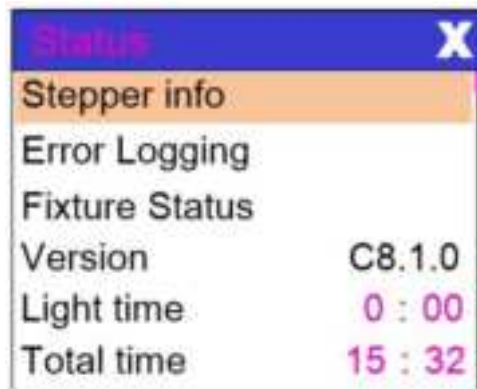 Status X
Stepper info
Error Logging
Fixture Status
Version C8.1.0
Light time 0 : 00
Total time 15 : 32